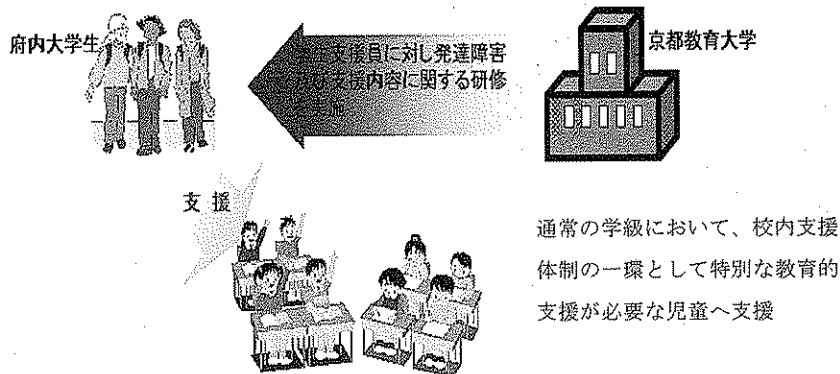 府内大学生
京都教育大学
学生支援員に対し発達障害
支援内容に関する研修
支援
通常の学級において、校内支援
体制の一環として特別な教育的
支援が必要な児童へ支援